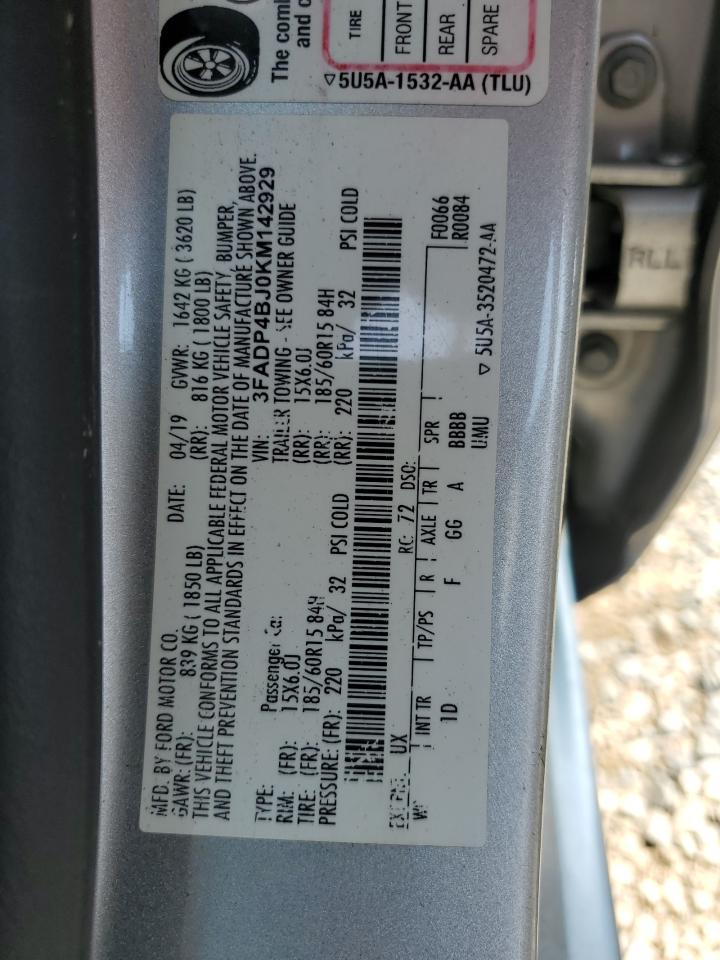 The combi
and c
TIRE
FRONT
REAR
SPARE
5U5A-1532-AA (TLU)
MFD. BY FORD MOTOR CO.
DATE: 04/19 GVWR: 1642 KG ( 3620 LB)
GAWR: (FR): 839 KG ( 1850 LB) (RR): 816 KG ( 1800 LB)
THIS VEHICLE CONFORMS TO ALL APPLICABLE FEDERAL MOTOR VEHICLE SAFETY, BUMPER,
AND THEFT PREVENTION STANDARDS IN EFFECT ON THE DATE OF MANUFACTURE SHOWN ABOVE.
VIN: 3FADP4BJ0KM142929
TYPE: Passenger Car TRAILER TOWING - SEE OWNER GUIDE
RIM: (FR): 15X6.0J (RR): 15X6.0J
TIRE: (FR): 185/60R15 84H (RR): 185/60R15 84H
PRESSURE: (FR): 220 kPa/ 32 PSI COLD (RR): 220 kPa/ 32 PSI COLD
UX RC: 72 DSO: F0066
R0084
INT TR TP/PS R AXLE TR SPR
1D F GG A BBBB
UMU
5U5A-3520472-AA
RLL